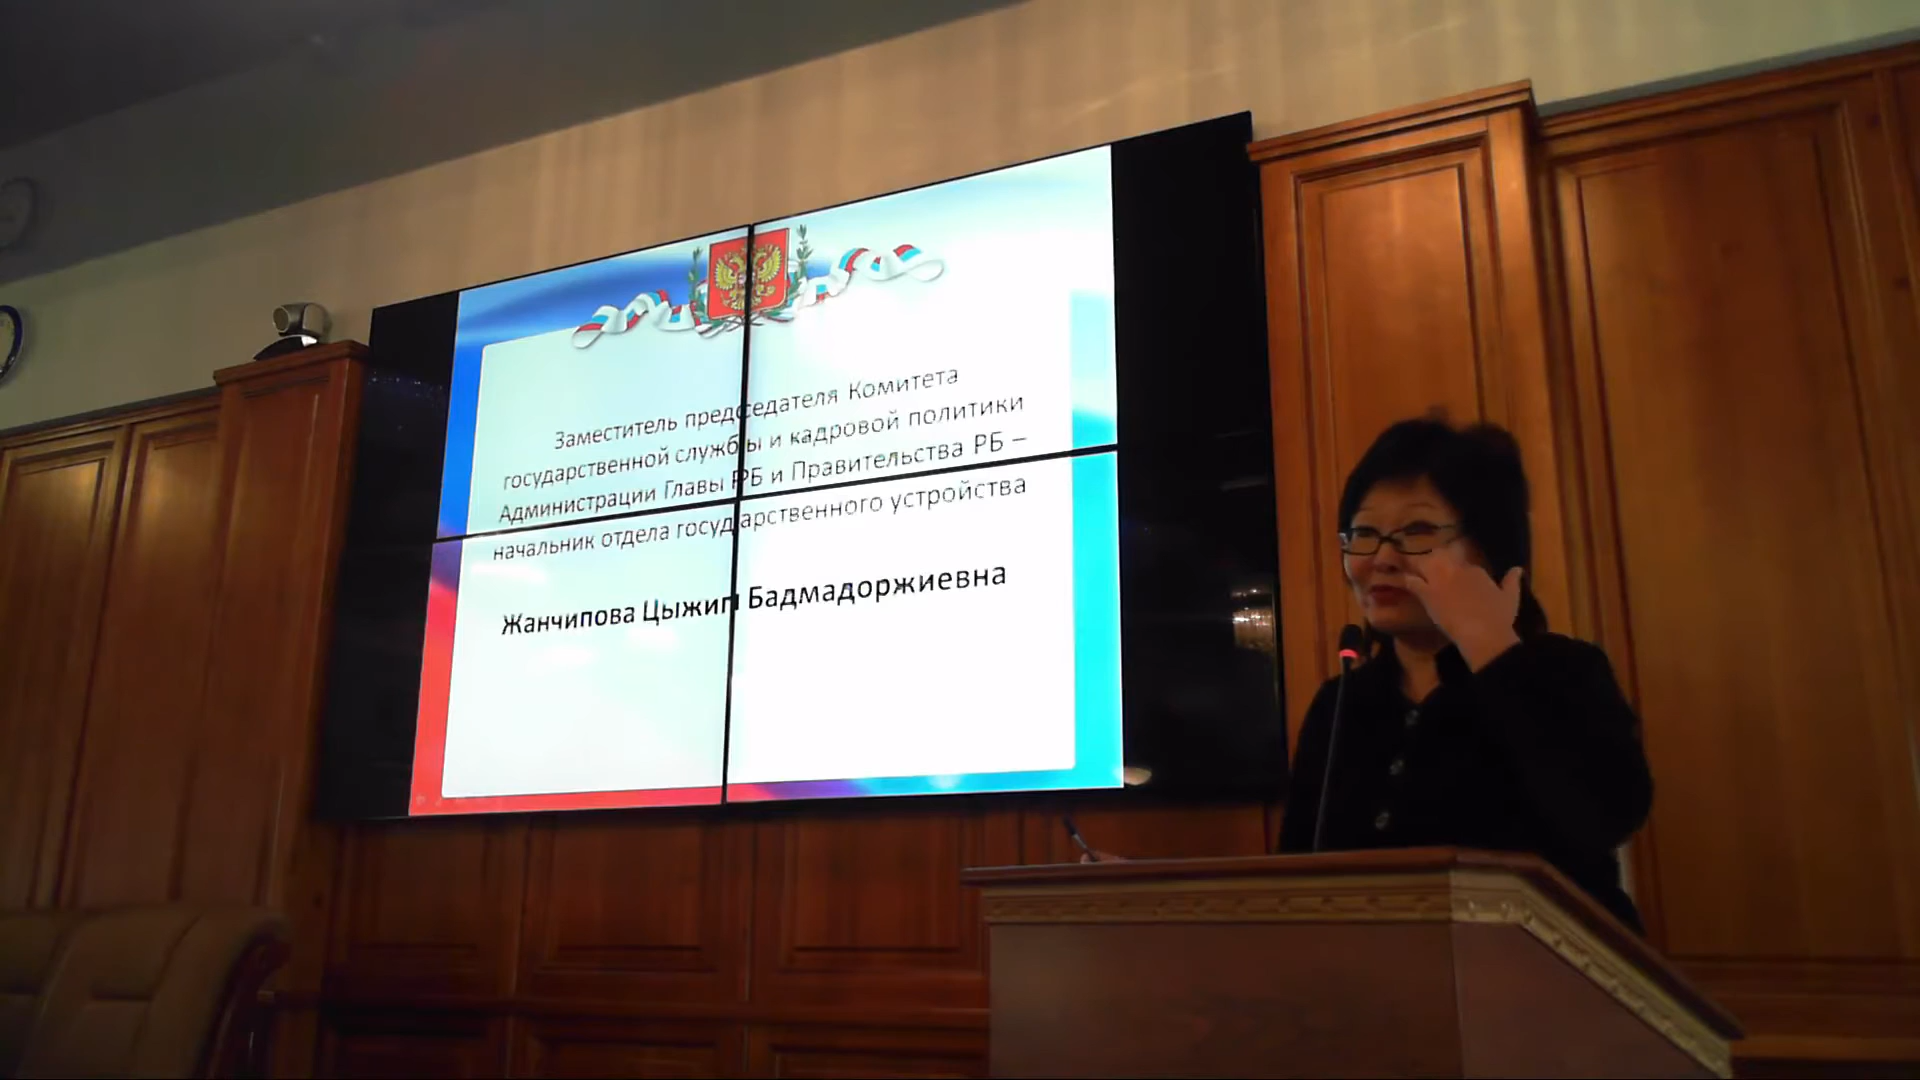 Заместитель председателя Комитета
государственной службы и кадровой политики
Администрации Главы РБ и Правительства РБ –
начальник отдела государственного устройства
Жанчипова Цыжип Бадмадоржиевна